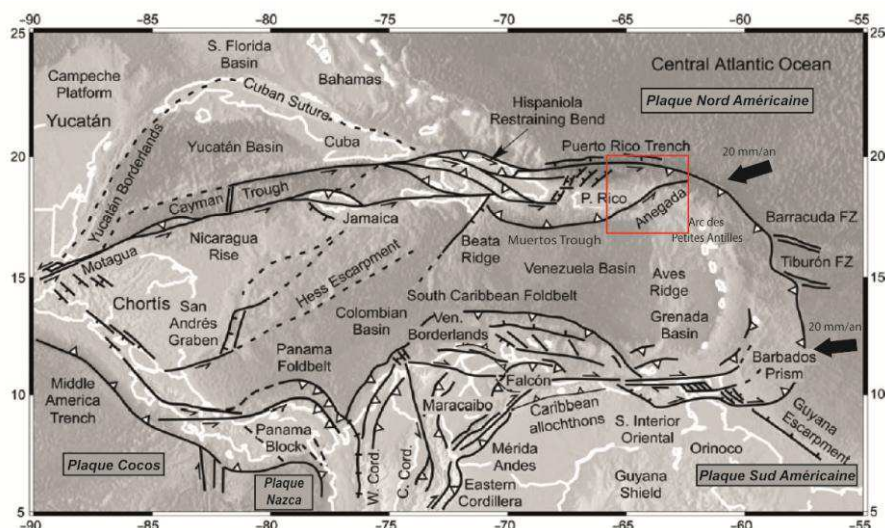 -90
-85
-80
-75
-70
-65
-60
-55
25
25
S. Florida
Basin
Campeche
Platform
Bahamas
Central Atlantic Ocean
Cuban Suture
Hispaniola
Restraining Bend
Plaque Nord Américaine
Yucatán
Yucatán Borderlands
Yucatán Basin
Cuba
Puerto Rico Trench
20
20
20 mm/an
Cayman
Trough
P. Rico
Anegada
Jamaica
Arc des
Petites Antilles
Barracuda FZ
Motagua
Nicaragua
Rise
Beata
Ridge
Muertos Trough
15
15
Tiburón FZ
Hess Escarpment
Venezuela Basin
Aves
Ridge
Chortís
San
Andrés
Graben
Colombian
Basin
South Caribbean Foldbelt
Ven.
Borderlands
Grenada
Basin
20 mm/an
Panama
Foldbelt
Barbados
Prism
Middle
America
Trench
Falcón
10
10
Maracaibo
Caribbean
allochthons
S. Interior
Oriental
Guyana
Escarpment
Panama
Block
Orinoco
Plaque Cocos
W. Cord.
C. Cord.
Mérida
Andes
Plaque Sud Américaine
Plaque
Nazca
Eastern
Cordillera
Guyana
Shield
5
5
-90
-85
-80
-75
-70
-65
-60
-55